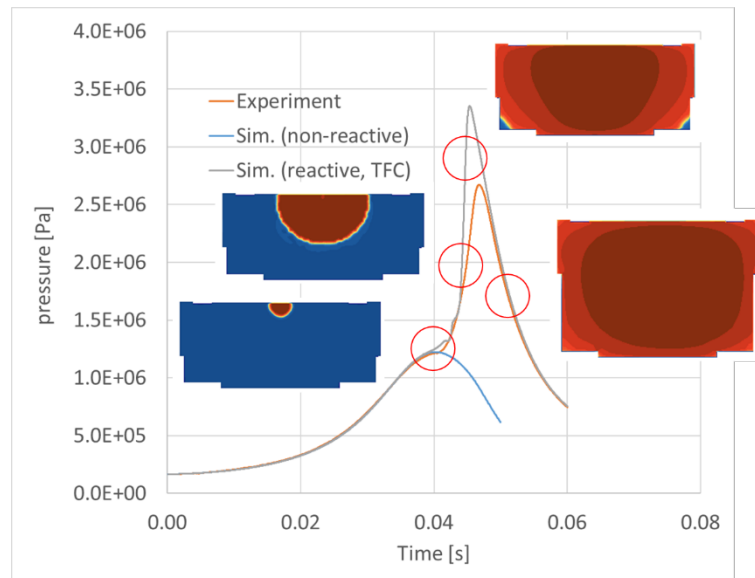 4.0E+06
3.5E+06
3.0E+06
2.5E+06
2.0E+06
1.5E+06
1.0E+06
5.0E+05
0.0E+00
pressure [Pa]
Experiment
Sim. (non-reactive)
Sim. (reactive, TFC)
0.00 0.02 0.04 0.06 0.08
Time [s]